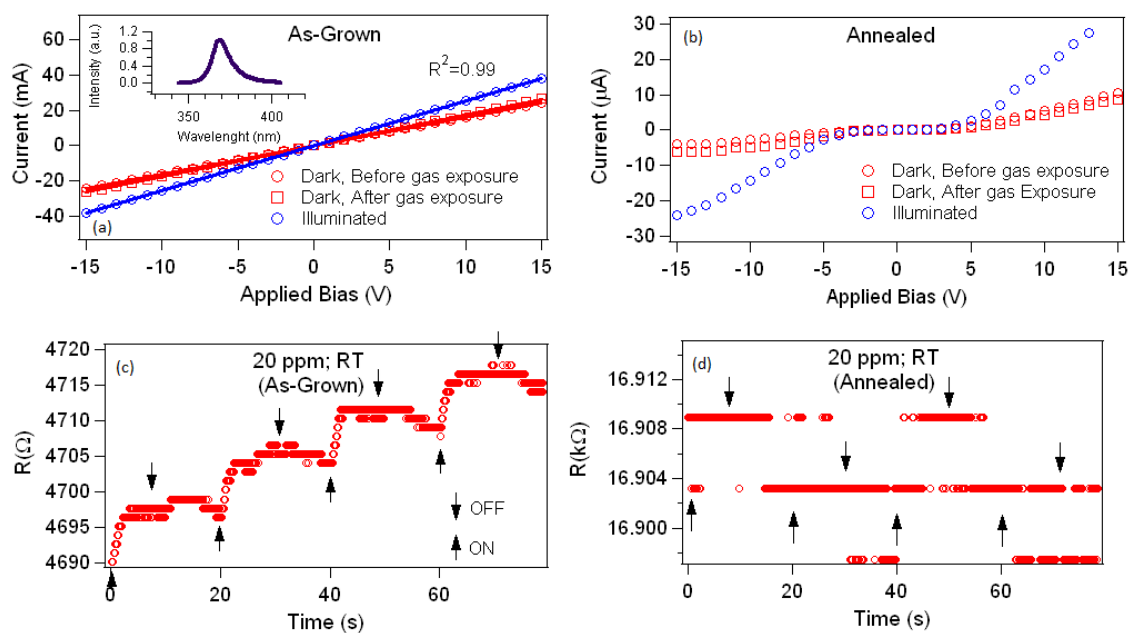 (a)
As-Grown
R²=0.99
Intensity (a.u.)
1.2
0.8
0.4
0.0
350
400
Wavelenght (nm)
Current (mA)
60
40
20
0
-20
-40
Dark, Before gas exposure
Dark, After gas exposure
Illuminated
-15
-10
-5
0
5
10
15
Applied Bias (V)
(b)
Annealed
Current (µA)
30
20
10
0
-10
-20
-30
Dark, Before gas exposure
Dark, After gas Exposure
Illuminated
-15
-10
-5
0
5
10
15
Applied Bias (V)
(c)
20 ppm; RT
(As-Grown)
R(Ω)
4720
4715
4710
4705
4700
4695
4690
OFF
ON
0
20
40
60
Time (s)
(d)
20 ppm; RT
(Annealed)
R(kΩ)
16.912
16.908
16.904
16.900
0
20
40
60
Time (s)